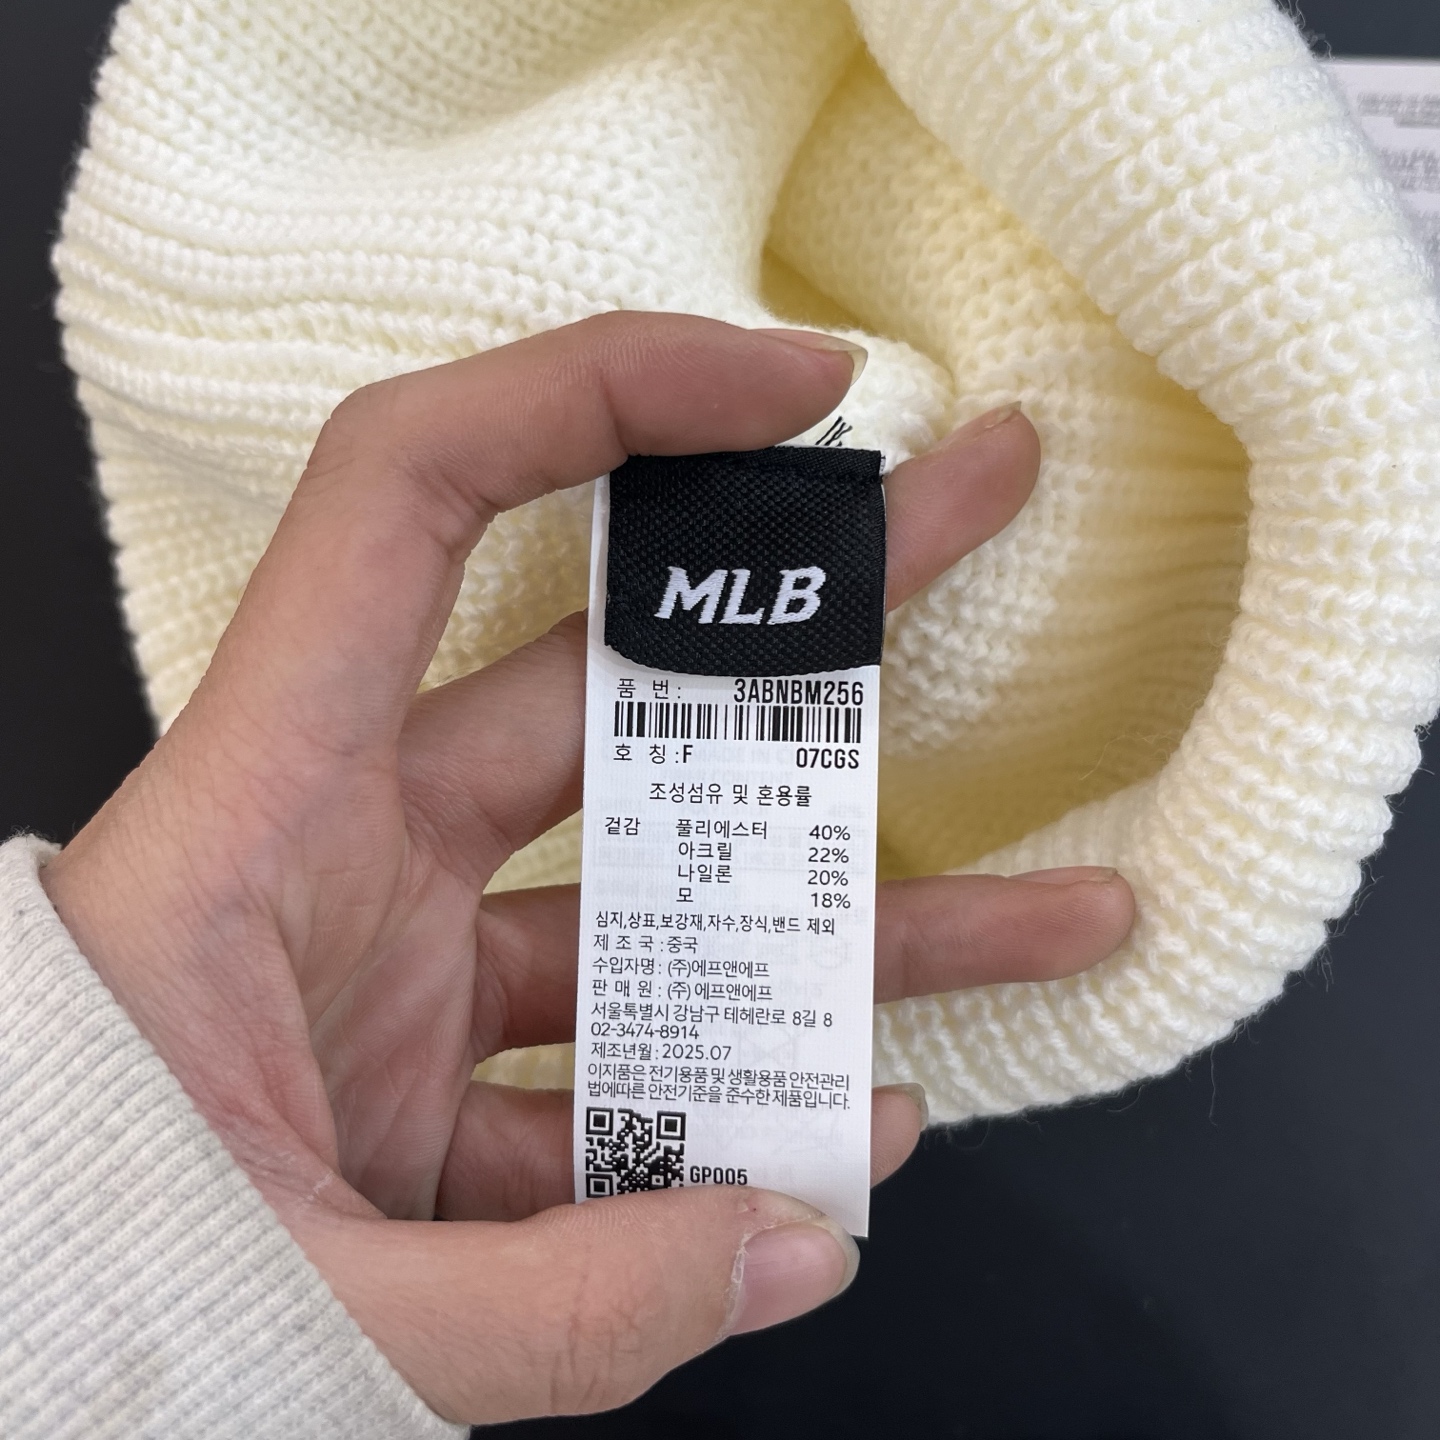 MLB
품 번 : 3ABNBM256
호 칭 : F 07CGS
조성섬유 및 혼용률
겉감 폴리에스터 40%
아크릴 22%
나일론 20%
모 18%
심지,상표,보강재,자수,장식,밴드 제외
제 조 국 : 중국
수입자명 : (주)에프앤에프
판 매 원 : (주)에프앤에프
서울특별시 강남구 테헤란로 8길 8
02-3474-8914
제조년월 : 2025.07
이지품은 전기용품 및 생활용품 안전관리
법에따른 안전기준을 준수한 제품입니다.
GP005